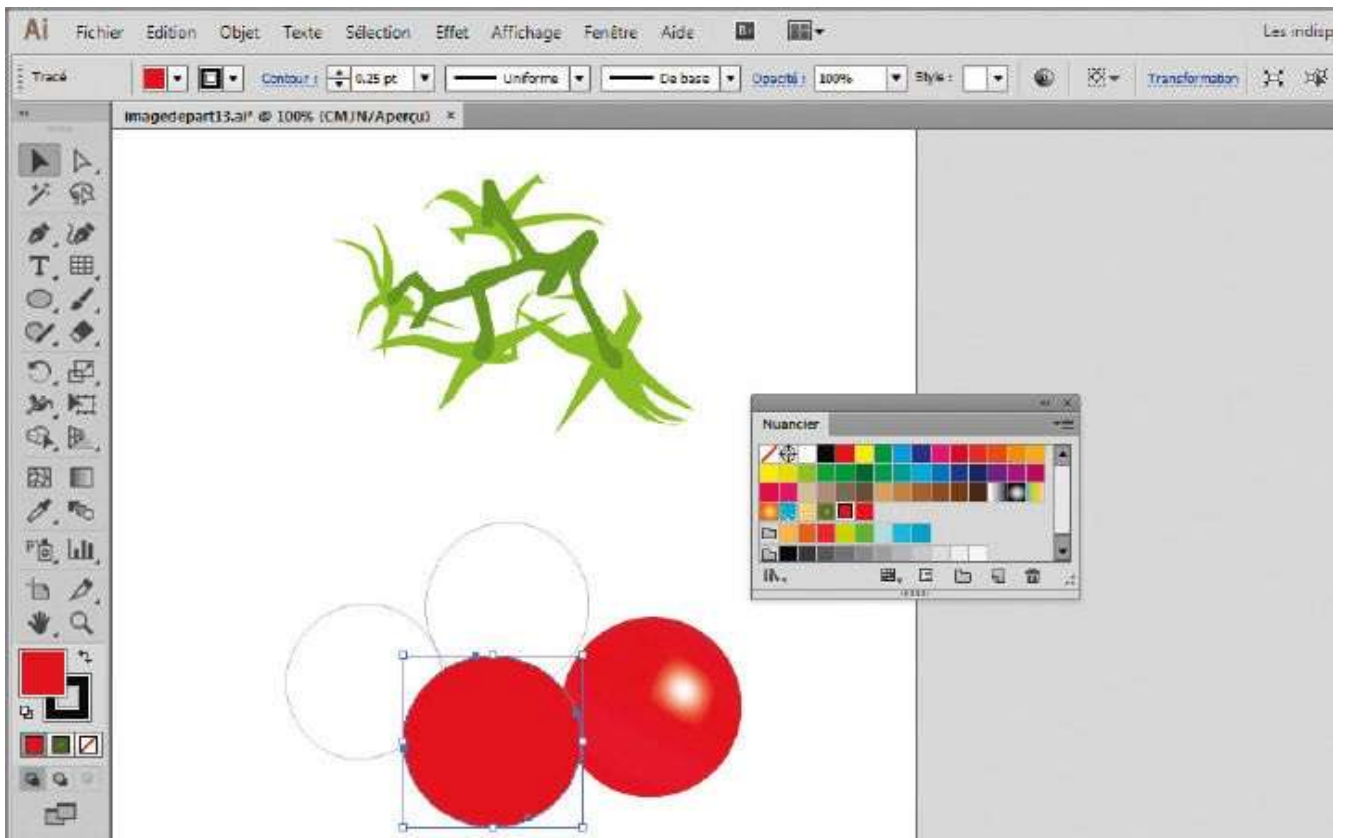 Ai Fichier Edition Objet Texte Sélection Effet Affichage Fenêtre Aide Br Les indisp
Tracé Contour : 0,25 pt Uniforme De base Opacité : 100% Style : Transformation
imagedepart13.ai* @ 100% (CMJN/Aperçu) ×
Nuancier